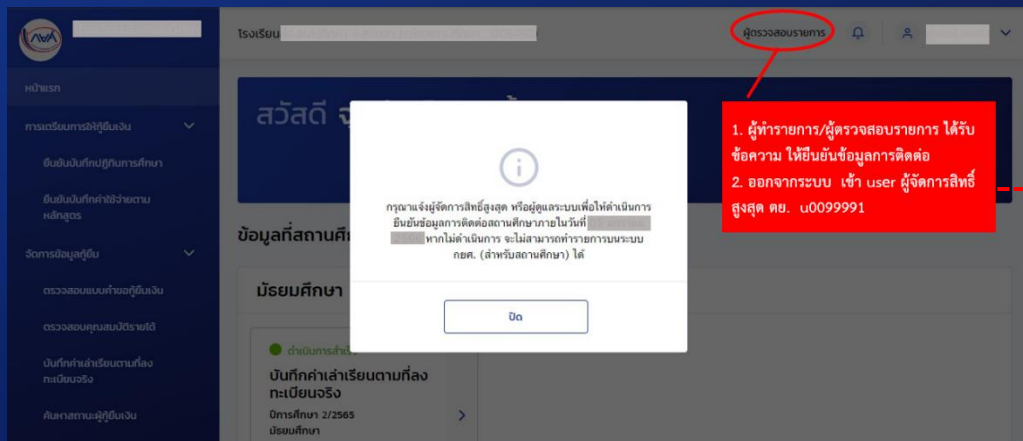 โรงเรียน
ผู้ตรวจสอบรายการ
หน้าแรก
การเตรียมการให้กู้ยืมเงิน
ยืนยันบันทึกปฏิทินการศึกษา
ยืนยันบันทึกค่าใช้จ่ายตาม
หลักสูตร
จัดการข้อมูลผู้กู้ยืม
ตรวจสอบแบบคำขอกู้ยืมเงิน
ตรวจสอบคุณสมบัติรายได้
บันทึกค่าเล่าเรียนตามที่ลง
ทะเบียนจริง
ค้นหาสถานะผู้กู้ยืมเงิน
สวัสดี
กรุณาแจ้งผู้จัดการสิทธิ์สูงสุด หรือผู้ดูแลระบบเพื่อให้ดำเนินการ
ยืนยันข้อมูลการติดต่อสถานศึกษาภายในวันที่
หากไม่ดำเนินการ จะไม่สามารถทำรายการบนระบบ
กยศ. (สำหรับสถานศึกษา) ได้
ปิด
1. ผู้ทำรายการ/ผู้ตรวจสอบรายการ ได้รับ
ข้อความ ให้ยืนยันข้อมูลการติดต่อ
2. ออกจากระบบ เข้า user ผู้จัดการสิทธิ์
สูงสุด ตย. u0099991
ข้อมูลที่สถานศึ
มัธยมศึกษา
ดำเนินการสำเร็
บันทึกค่าเล่าเรียนตามที่ลง
ทะเบียนจริง
ปีการศึกษา 2/2565
มัธยมศึกษา